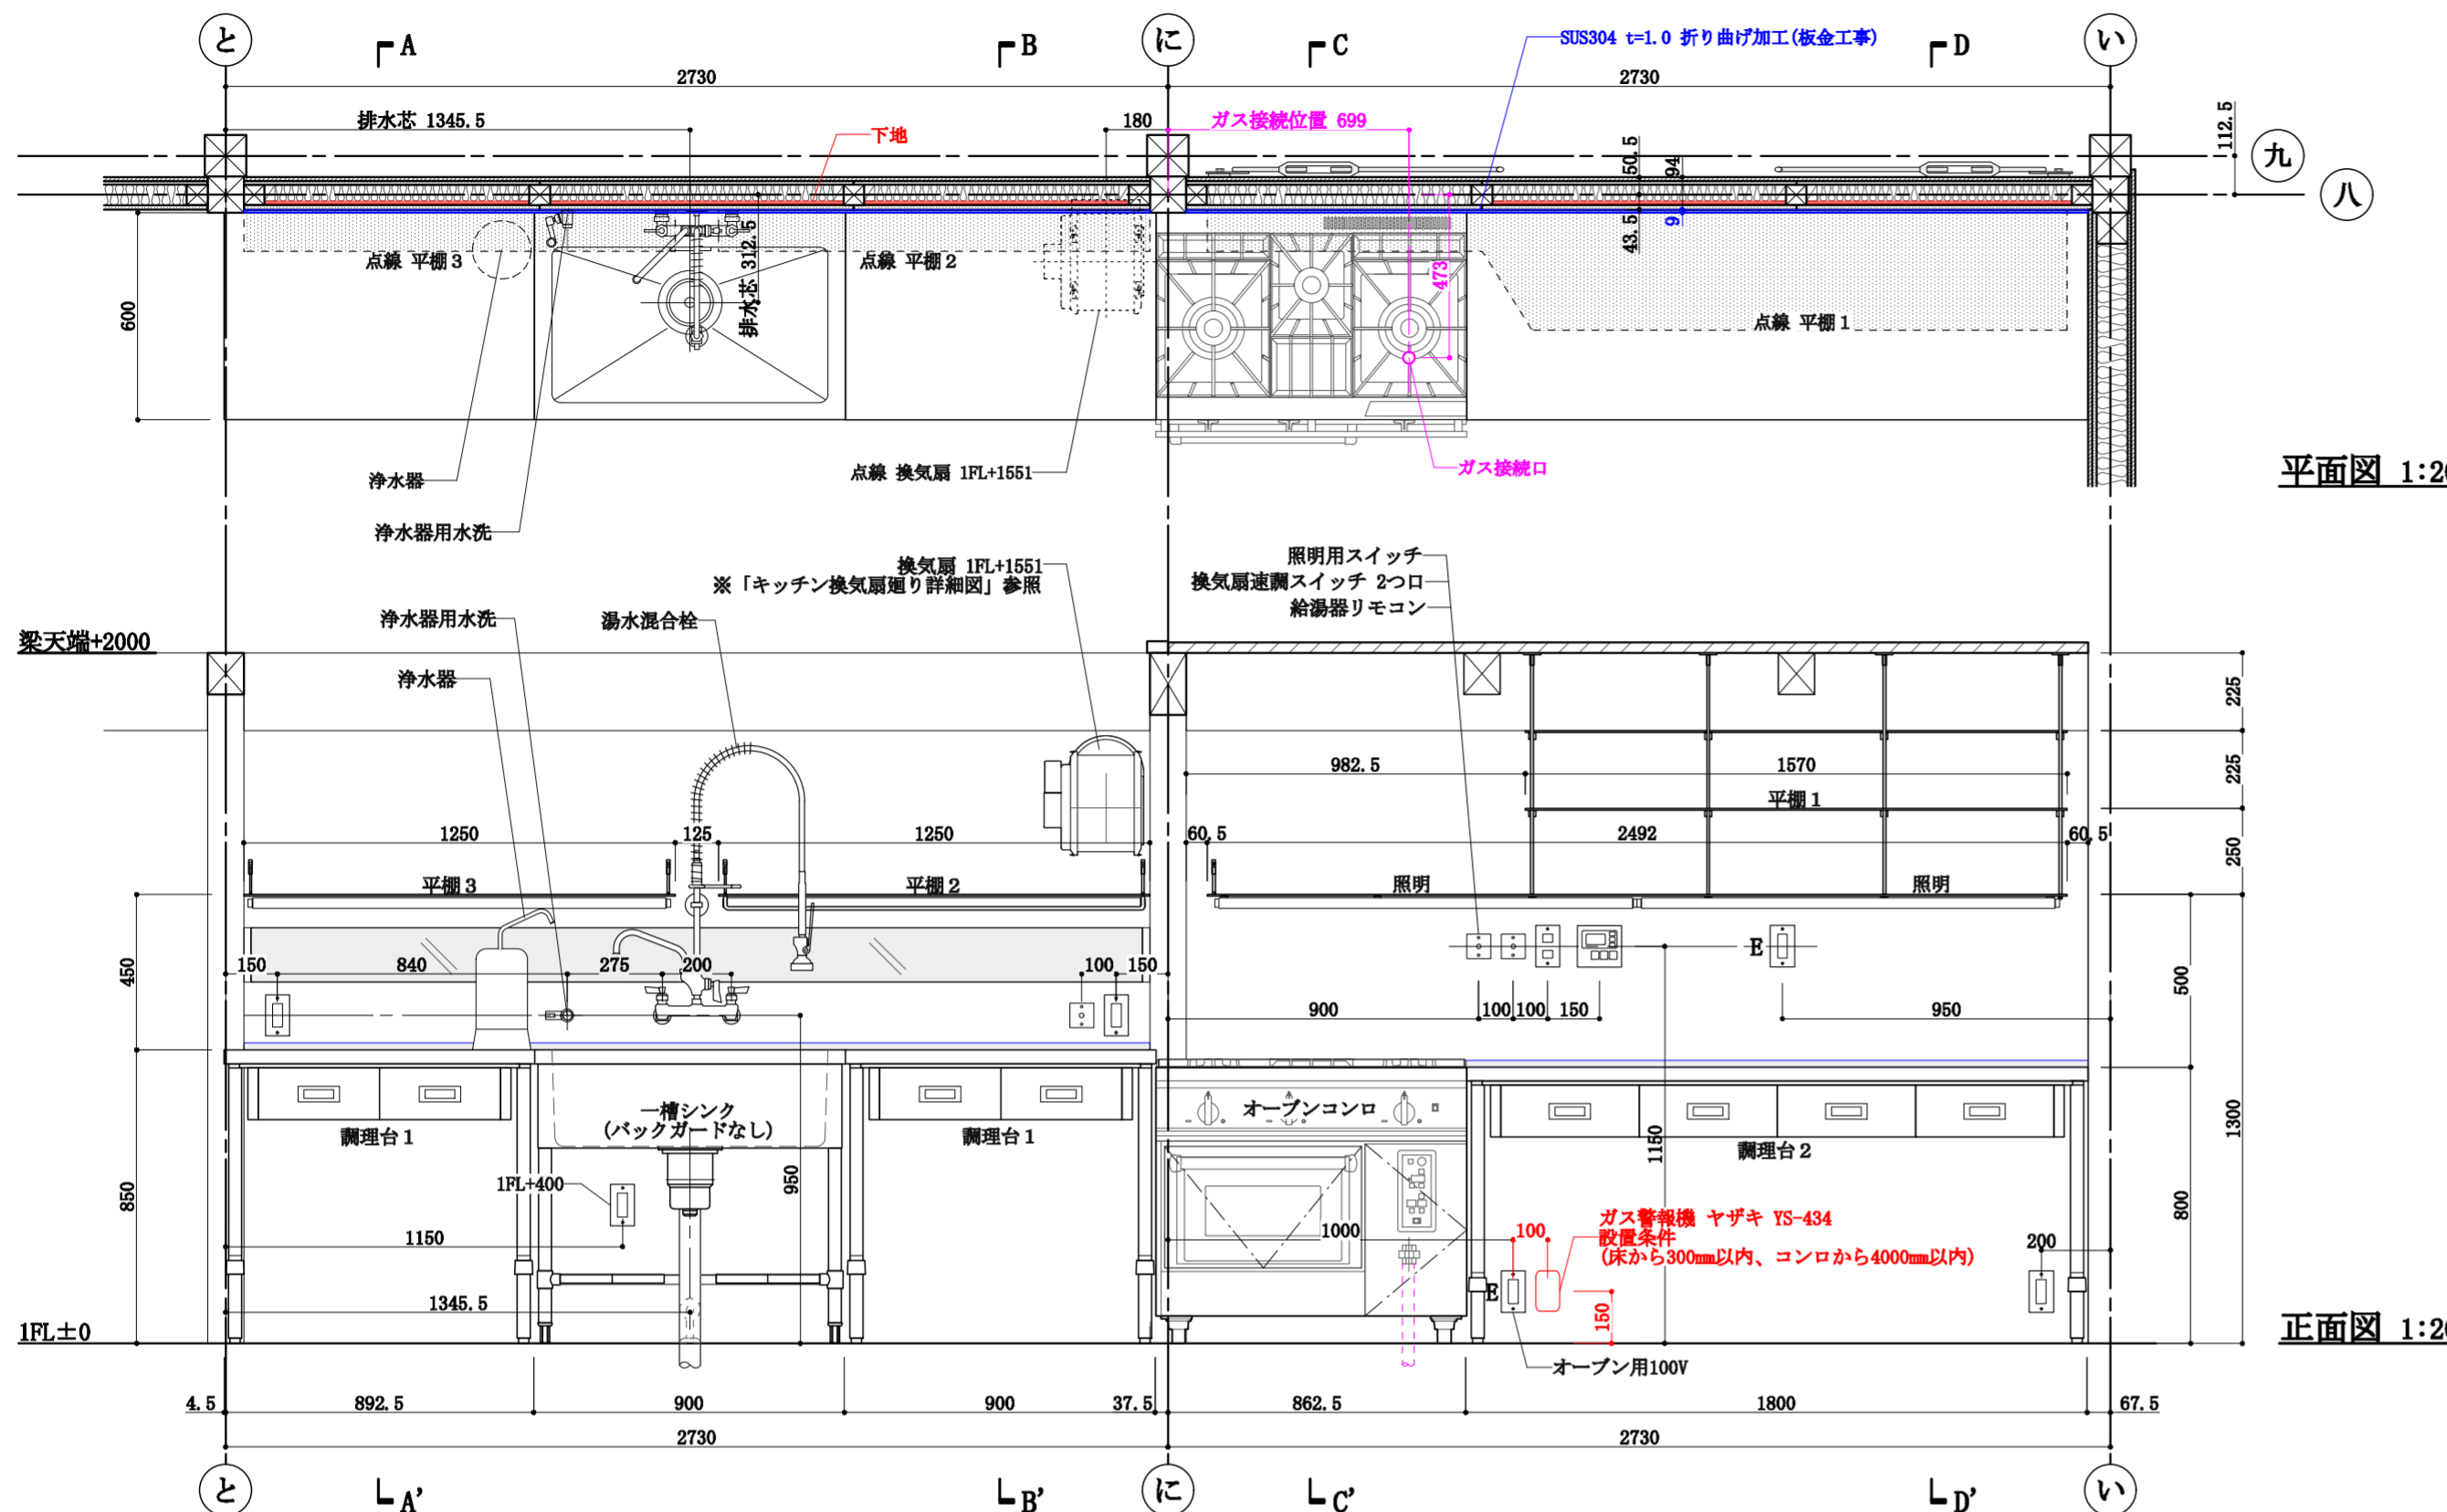 と
A
B
に
C
D
い
SUS304 t=1.0 折り曲げ加工(板金工事)
2730
2730
排水芯 1345.5
180
ガス接続位置 699
112.5
下地
50.5
94
九
八
点線 平棚3
点線 平棚2
排水芯 312.5
43.5
9
473
600
点線 平棚1
浄水器
点線 換気扇 1FL+1551
ガス接続口
平面図 1:20
浄水器用水洗
換気扇 1FL+1551
※「キッチン換気扇廻り詳細図」参照
照明用スイッチ
換気扇速調スイッチ 2つ口
給湯器リモコン
浄水器用水洗
湯水混合栓
梁天端+2000
浄水器
225
982.5
1570
225
平棚1
1250
125
1250
60.5
2492
60.5
250
平棚3
平棚2
照明
照明
450
150
840
275
200
100
150
E
500
900
100
100
150
950
一槽シンク
(バックガードなし)
オーブンコンロ
調理台1
調理台1
調理台2
1300
1150
850
950
800
1FL+400
1150
1000
100
ガス警報機 ヤザキ YS-434
設置条件
(床から300mm以内、コンロから4000mm以内)
200
E
1345.5
150
1FL±0
正面図 1:20
オーブン用100V
4.5
892.5
900
900
37.5
862.5
1800
67.5
2730
2730
と
A'
B'
に
C'
D'
い